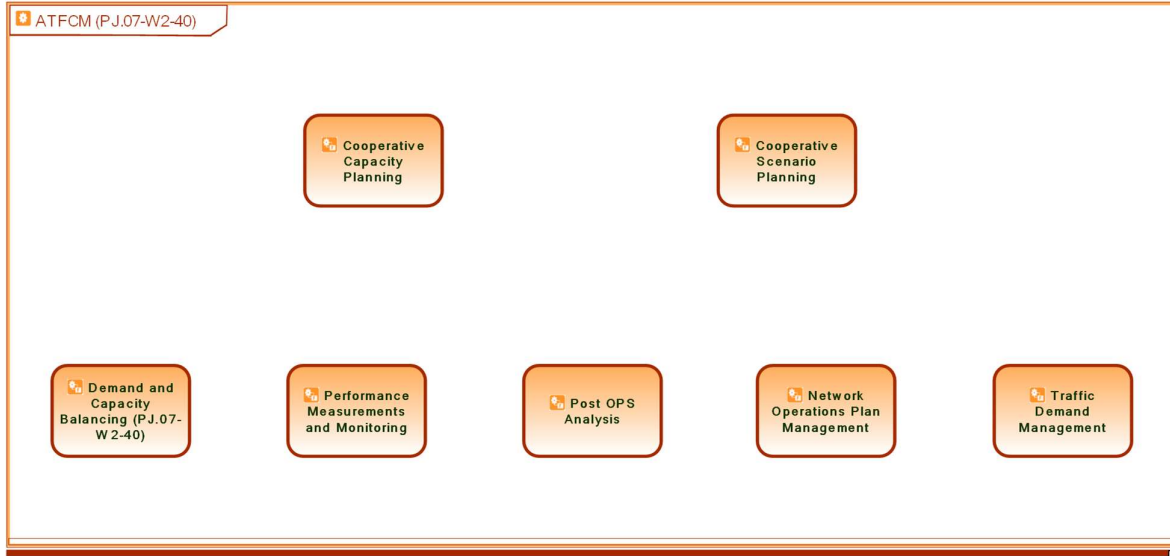 ATFCM (PJ.07-W2-40)
Cooperative
Capacity
Planning
Cooperative
Scenario
Planning
Demand and
Capacity
Balancing (PJ.07-
W2-40)
Performance
Measurements
and Monitoring
Post OPS
Analysis
Network
Operations Plan
Management
Traffic
Demand
Management